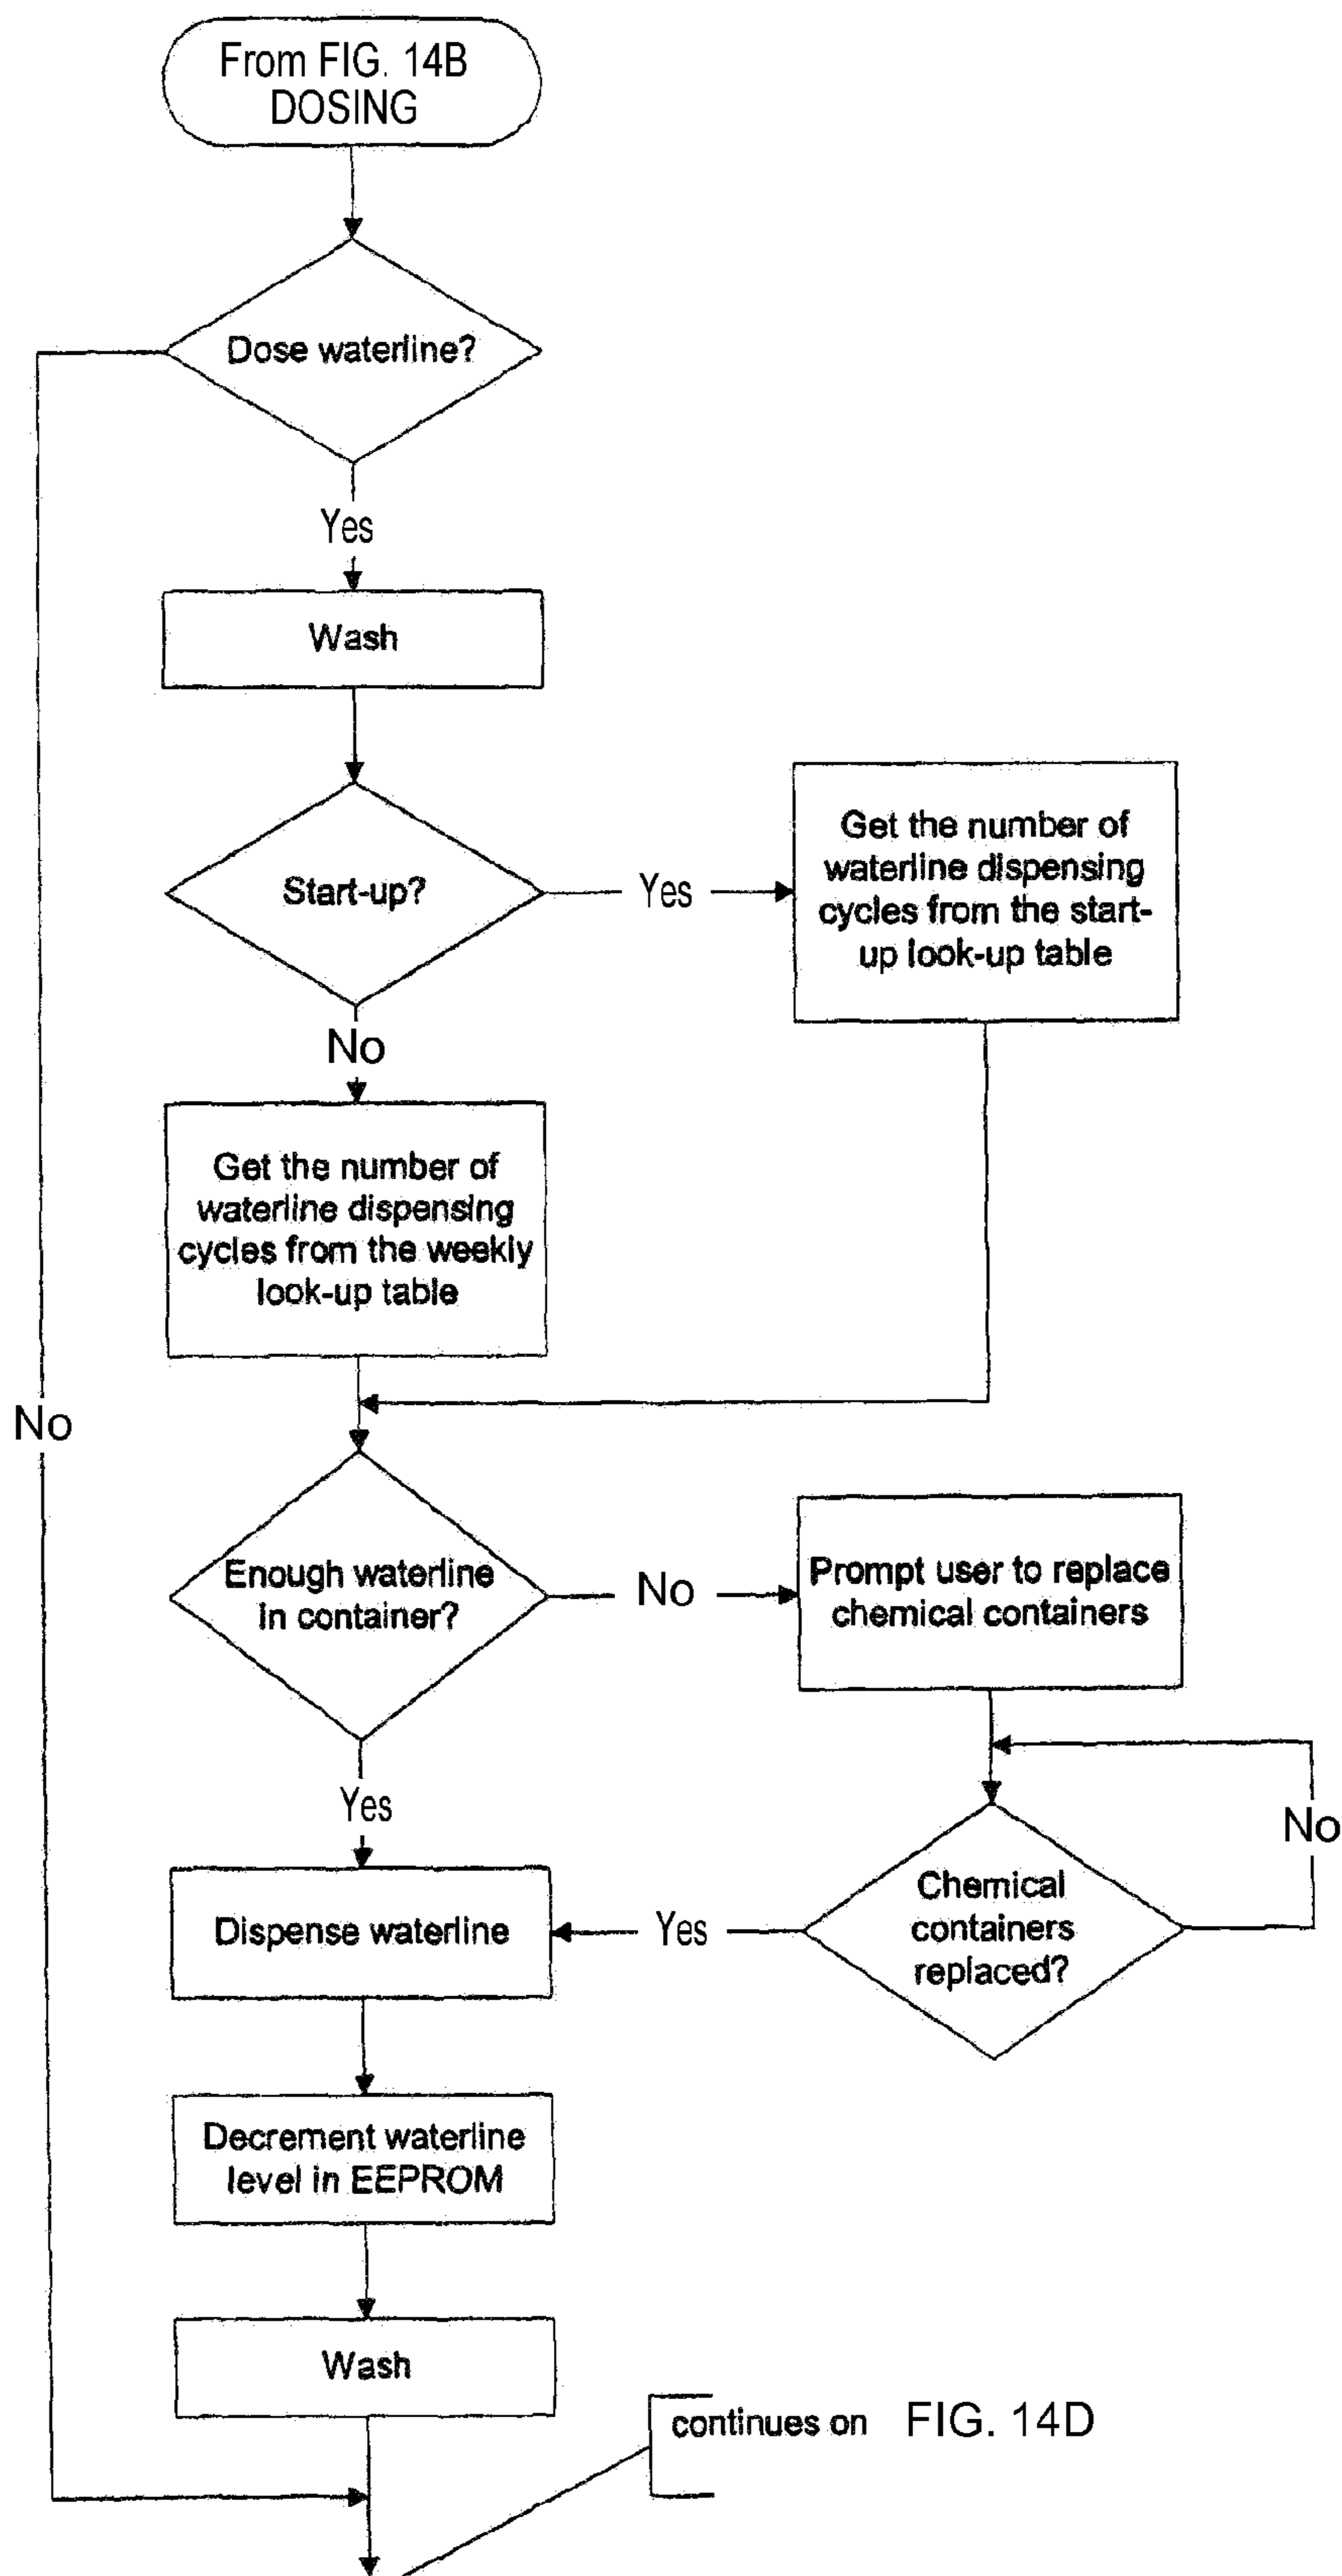 From FIG. 14B
DOSING
Dose waterline?
Yes
Wash
Start-up?
Yes
Get the number of
waterline dispensing
cycles from the start-
up look-up table
No
Get the number of
waterline dispensing
cycles from the weekly
look-up table
No
Enough waterline
in container?
No
Prompt user to replace
chemical containers
Yes
No
Chemical
containers
replaced?
Yes
Dispense waterline
Decrement waterline
level in EEPROM
Wash
continues on FIG. 14D